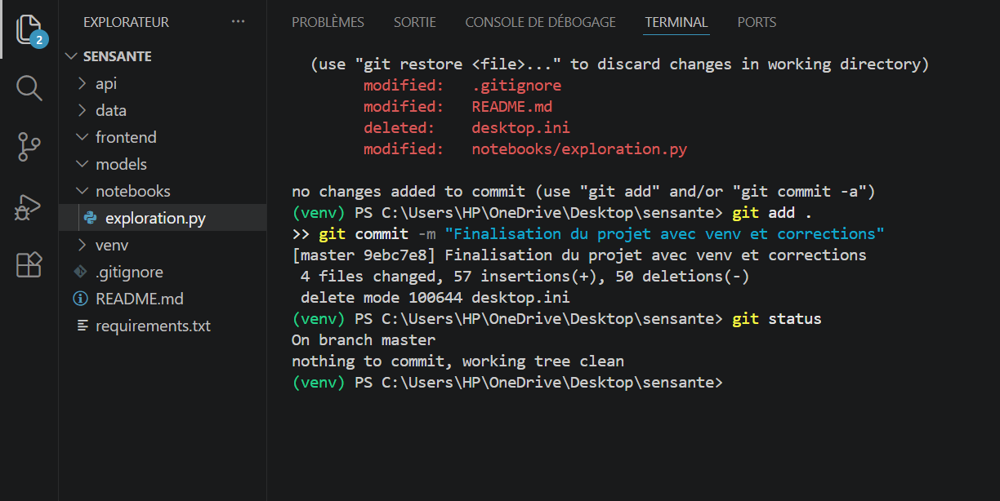 EXPLORATEUR ...
2
SENSANTE
api
data
frontend
models
notebooks
exploration.py
venv
.gitignore
README.md
requirements.txt
PROBLÈMES SORTIE CONSOLE DE DÉBOGAGE TERMINAL PORTS
(use "git restore <file>..." to discard changes in working directory)
modified: .gitignore
modified: README.md
deleted: desktop.ini
modified: notebooks/exploration.py
no changes added to commit (use "git add" and/or "git commit -a")
(venv) PS C:\Users\HP\OneDrive\Desktop\sensante> git add .
>> git commit -m "Finalisation du projet avec venv et corrections"
[master 9ebc7e8] Finalisation du projet avec venv et corrections
4 files changed, 57 insertions(+), 50 deletions(-)
delete mode 100644 desktop.ini
(venv) PS C:\Users\HP\OneDrive\Desktop\sensante> git status
On branch master
nothing to commit, working tree clean
(venv) PS C:\Users\HP\OneDrive\Desktop\sensante>